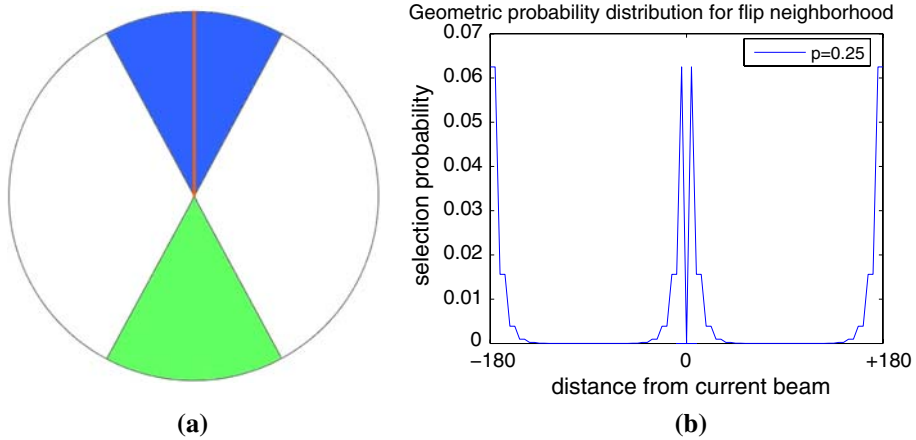 Geometric probability distribution for flip neighborhood
0.07
0.06
0.05
0.04
0.03
0.02
0.01
0
selection probability
p=0.25
−180
0
+180
distance from current beam
(a)
(b)